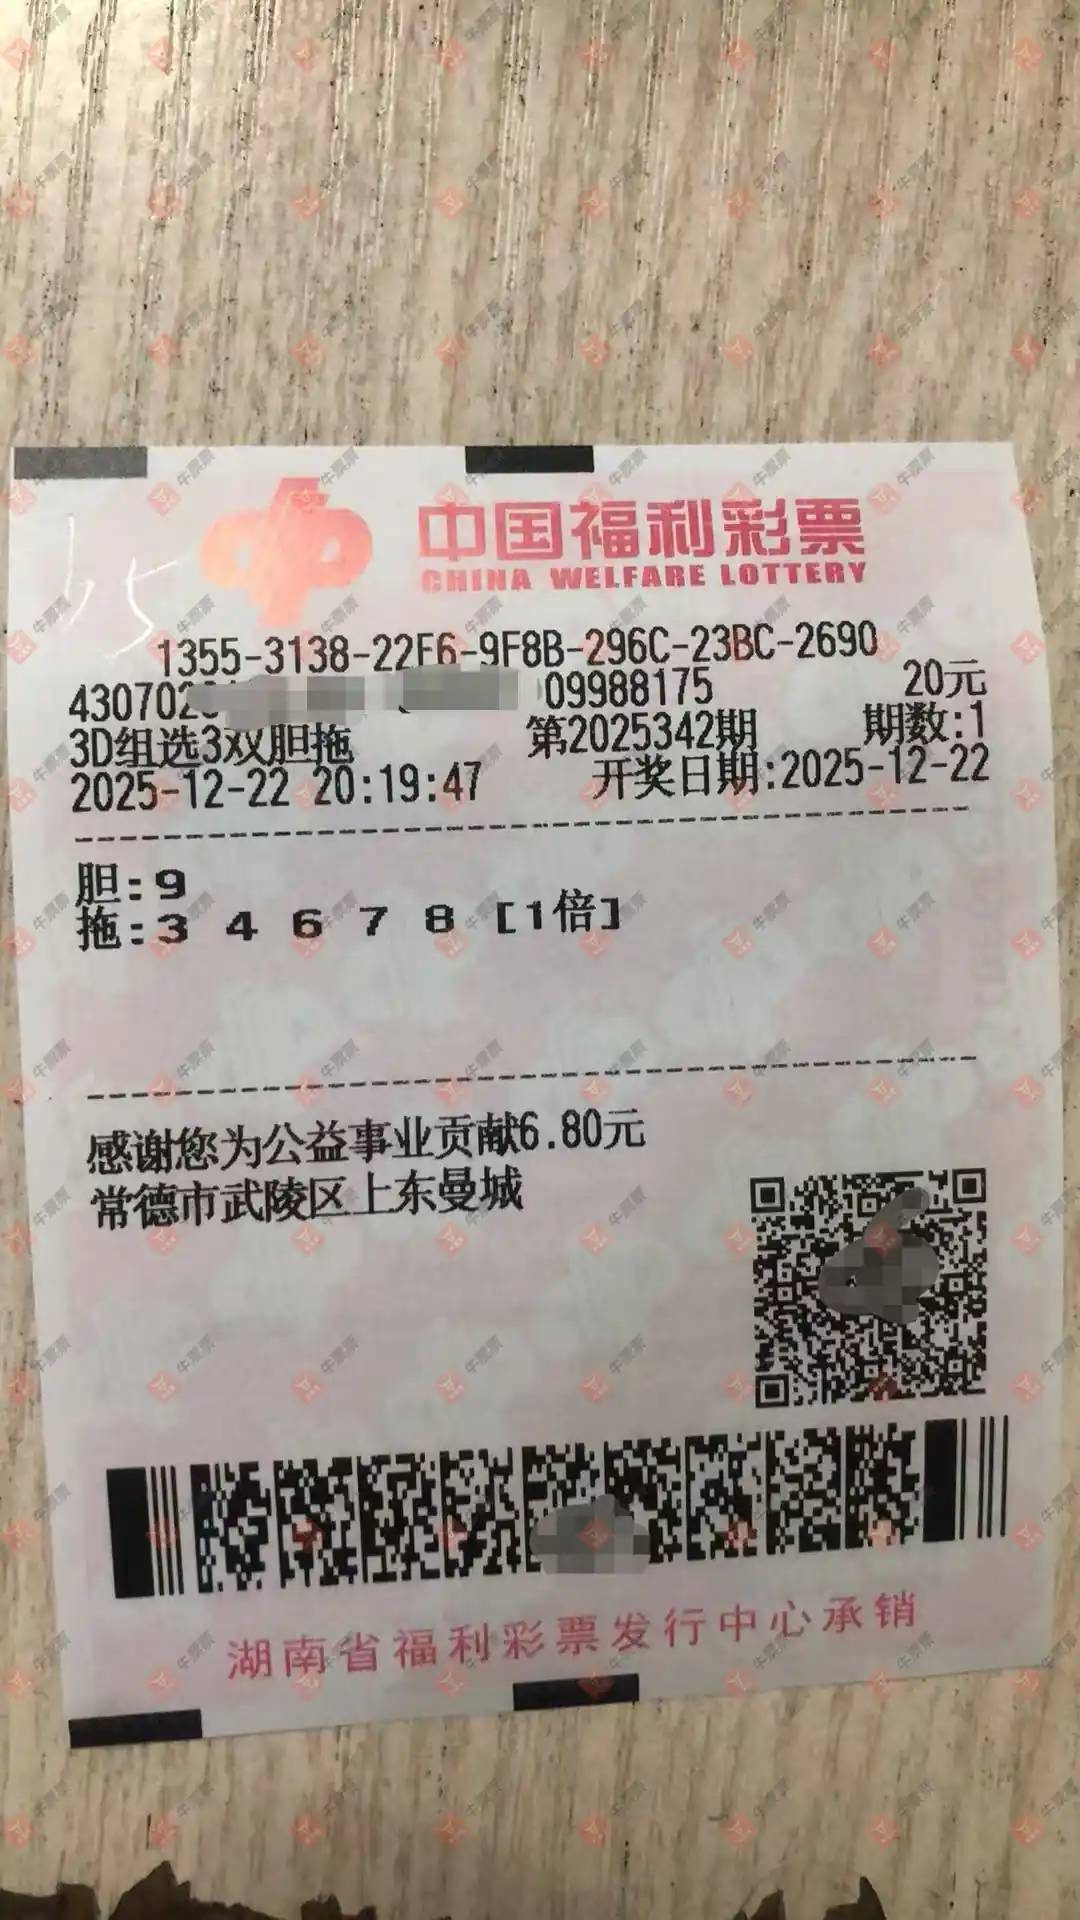 中国福利彩票
CHINA WELFARE LOTTERY
1355-3138-22F6-9F8B-296C-23BC-2690
430702 09988175 20元
3D组选3双胆拖 第2025342期 期数:1
2025-12-22 20:19:47 开奖日期:2025-12-22
胆:9
拖:3 4 6 7 8 [1倍]
感谢您为公益事业贡献6.80元
常德市武陵区上东曼城
湖南省福利彩票发行中心承销
牛票票